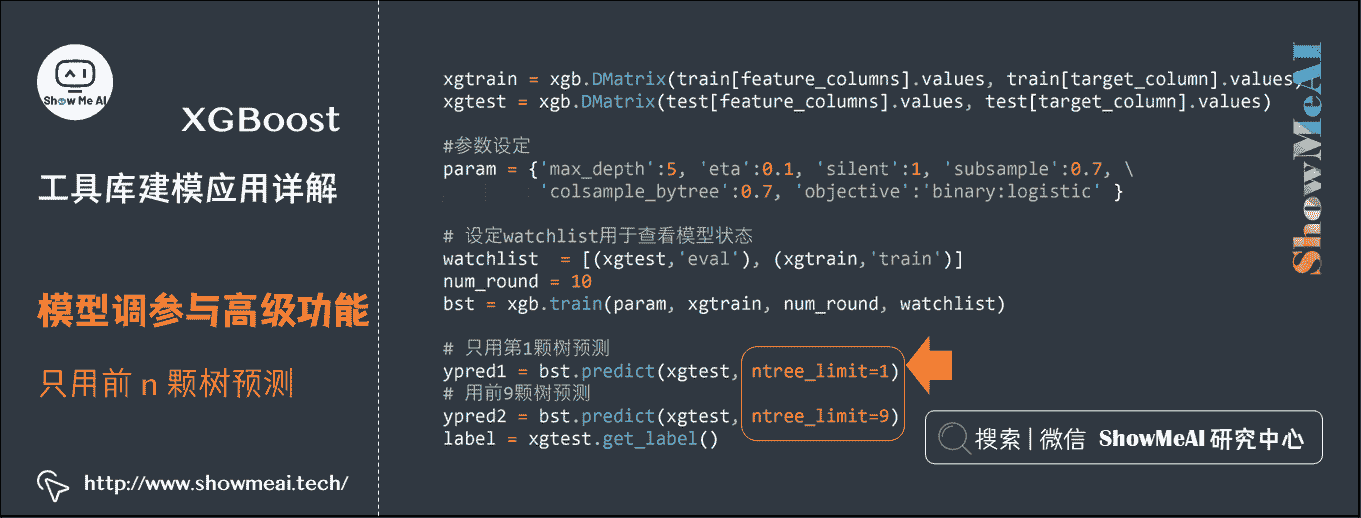 Show Me AI
XGBoost
工具库建模应用详解
模型调参与高级功能
只用前 n 颗树预测
http://www.showmeai.tech/
xgtrain = xgb.DMatrix(train[feature_columns].values, train[target_column].values)
xgtest = xgb.DMatrix(test[feature_columns].values, test[target_column].values)
#参数设定
param = {'max_depth':5, 'eta':0.1, 'silent':1, 'subsample':0.7, \
'colsample_bytree':0.7, 'objective':'binary:logistic' }
# 设定watchlist用于查看模型状态
watchlist  = [(xgtest,'eval'), (xgtrain,'train')]
num_round = 10
bst = xgb.train(param, xgtrain, num_round, watchlist)
# 只用第1颗树预测
ypred1 = bst.predict(xgtest, ntree_limit=1)
# 用前9颗树预测
ypred2 = bst.predict(xgtest, ntree_limit=9)
label = xgtest.get_label()
ShowMeAI
搜索 | 微信 ShowMeAI 研究中心